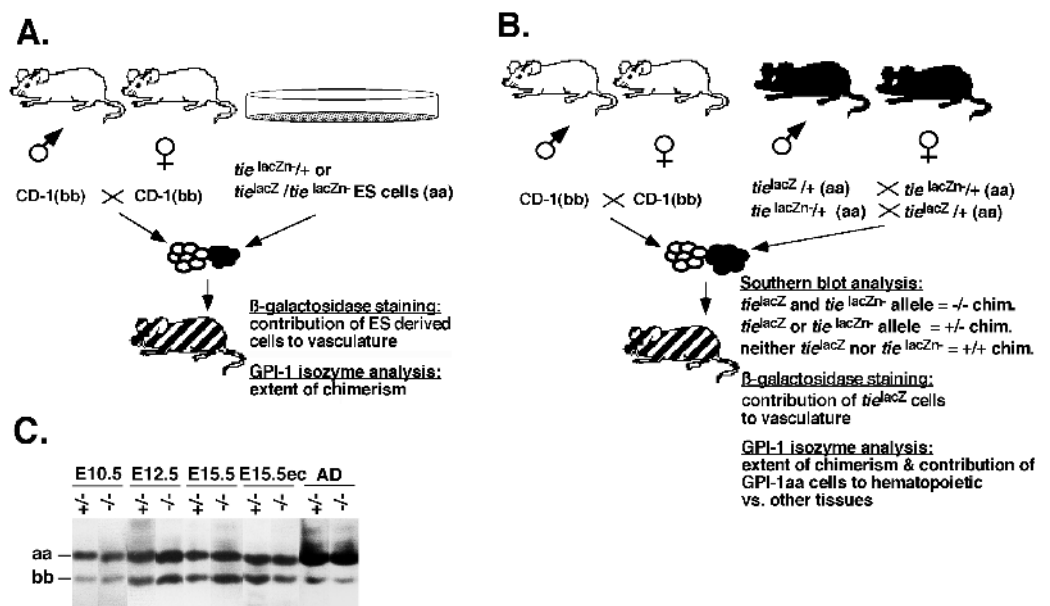 A.
♂ ♀
CD-1(bb) × CD-1(bb)
tie lacZn-/+ or
tie lacZ /tie lacZn- ES cells (aa)
ß-galactosidase staining:
contribution of ES derived
cells to vasculature
GPI-1 isozyme analysis:
extent of chimerism
B.
♂ ♀ ♂ ♀
CD-1(bb) × CD-1(bb)
tie lacZ/+ (aa) × tie lacZn-/+ (aa)
tie lacZn-/+ (aa) × tie lacZ /+ (aa)
Southern blot analysis:
tie lacZ and tie lacZn- allele = -/- chim.
tie lacZ or tie lacZn- allele = +/- chim.
neither tie lacZ nor tie lacZn- = +/+ chim.
ß-galactosidase staining:
contribution of tie lacZ cells
to vasculature
GPI-1 isozyme analysis:
extent of chimerism & contribution of
GPI-1aa cells to hematopoietic
vs. other tissues
C.
E10.5 E12.5 E15.5 E15.5ec AD
+/- -/- +/- -/- +/- -/- +/- -/- +/- -/-
aa
bb